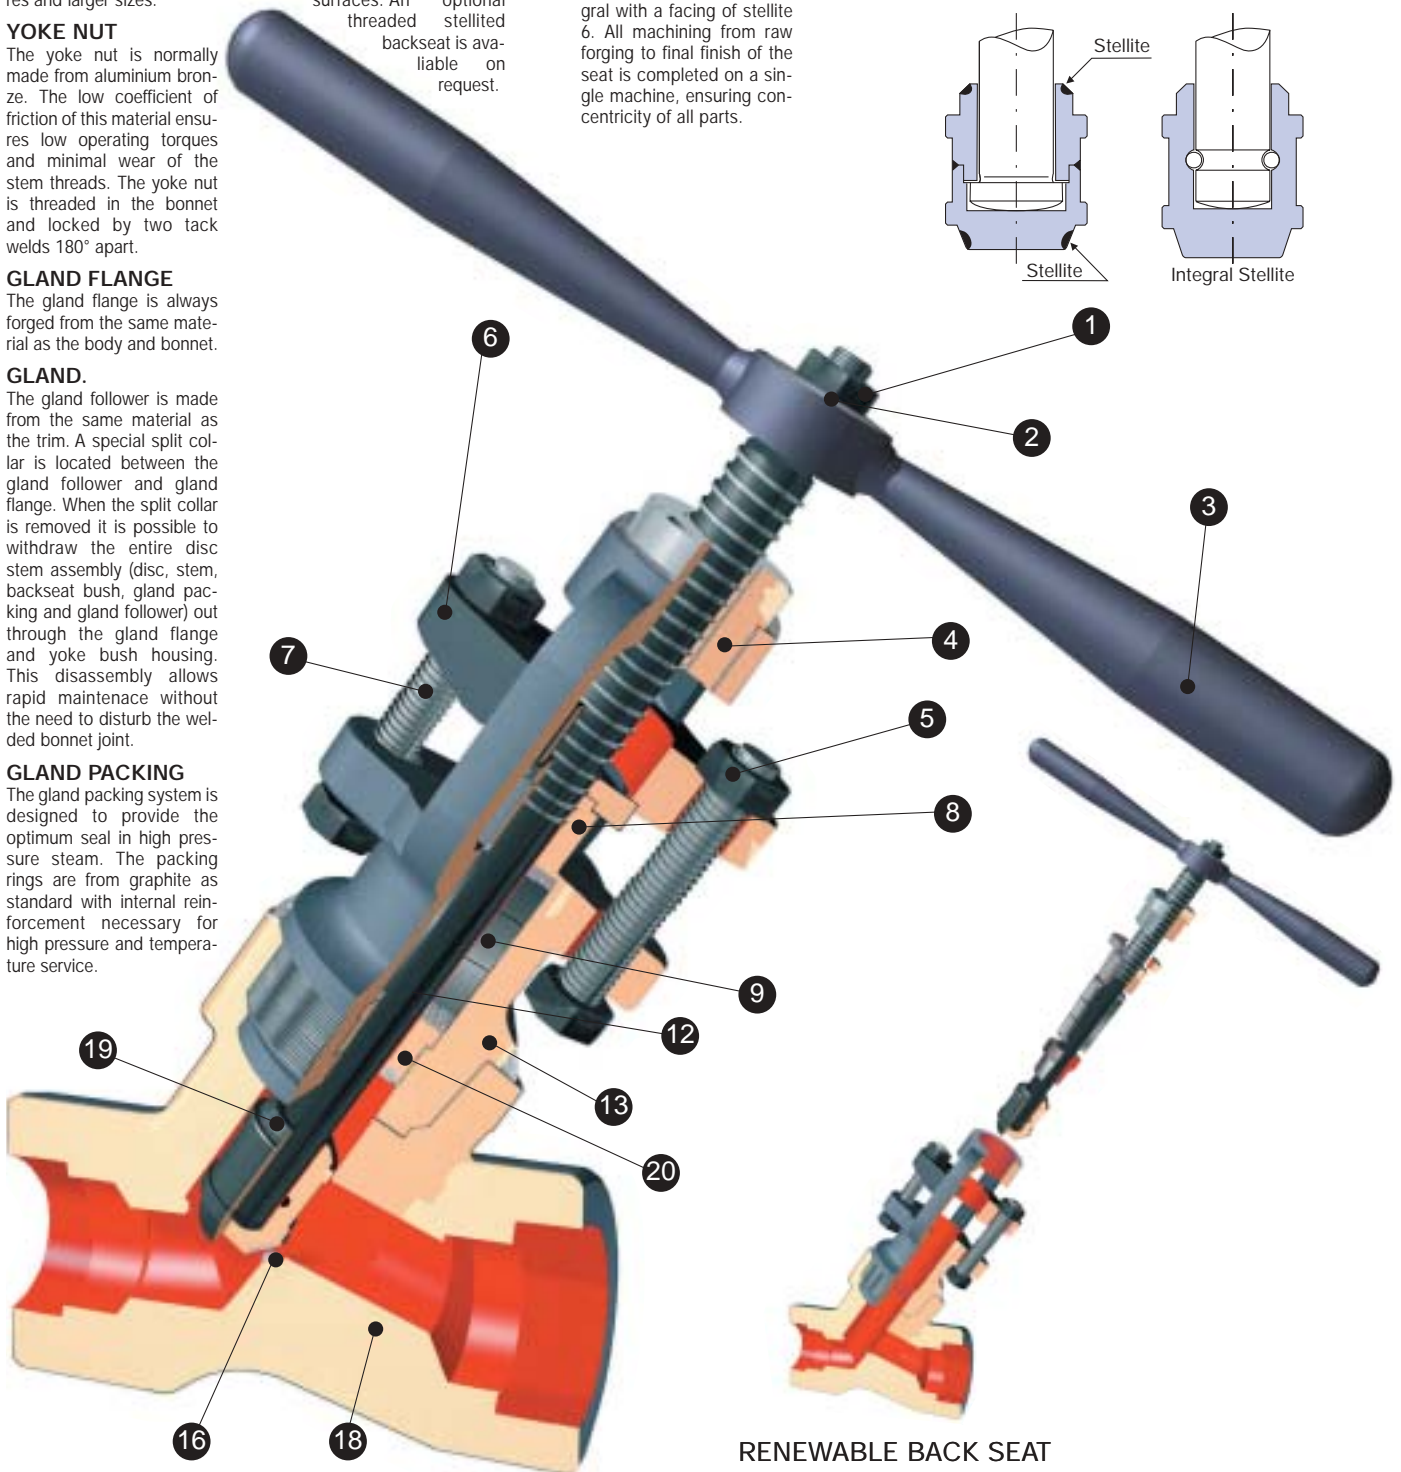 res and larger sizes.
YOKE NUT
The yoke nut is normally
made from aluminium bron-
ze. The low coefficient of
friction of this material ensu-
res low operating torques
and minimal wear of the
stem threads. The yoke nut
is threaded in the bonnet
and locked by two tack
welds 180° apart.
GLAND FLANGE
The gland flange is always
forged from the same mate-
rial as the body and bonnet.
GLAND.
The gland follower is made
from the same material as
the trim. A special split col-
lar is located between the
gland follower and gland
flange. When the split collar
is removed it is possible to
withdraw the entire disc
stem assembly (disc, stem,
backseat bush, gland pac-
king and gland follower) out
through the gland flange
and yoke bush housing.
This disassembly allows
rapid maintenace without
the need to disturb the wel-
ded bonnet joint.
GLAND PACKING
The gland packing system is
designed to provide the
optimum seal in high pres-
sure steam. The packing
rings are from graphite as
standard with internal rein-
forcement necessary for
high pressure and tempera-
ture service.
surfaces. An optional
threaded stellited
backseat is ava-
liable on
request.
gral with a facing of stellite
6. All machining from raw
forging to final finish of the
seat is completed on a sin-
gle machine, ensuring con-
centricity of all parts.
Stellite
Stellite
Integral Stellite
1
6
2
3
4
7
5
8
9
12
19
13
20
16
18
RENEWABLE BACK SEAT